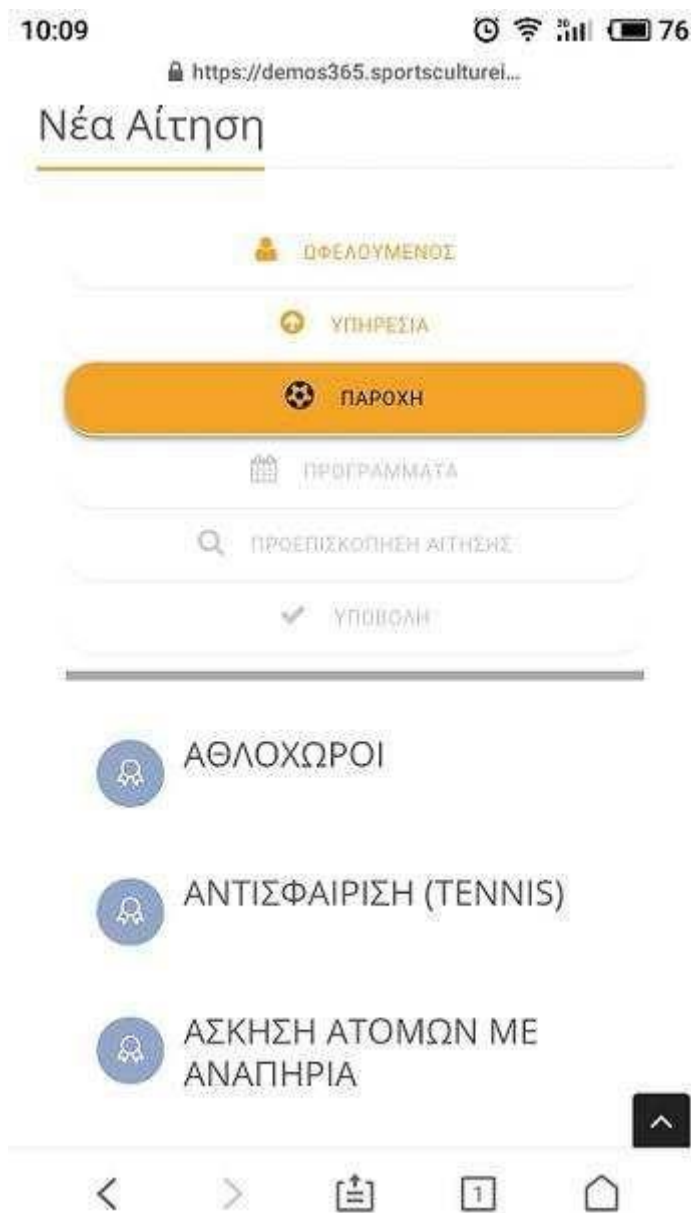 10:09
76
https://demos365.sportsculturei...
Νέα Αίτηση
ΩΦΕΛΟΥΜΕΝΟΣ
ΥΠΗΡΕΣΙΑ
ΠΑΡΟΧΗ
ΠΡΟΓΡΑΜΜΑΤΑ
ΠΡΟΕΠΙΣΚΟΠΗΣΗ ΑΙΤΗΣΗΣ
ΥΠΟΒΟΛΗ
ΑΘΛΟΧΩΡΟΙ
ΑΝΤΙΣΦΑΙΡΙΣΗ (TENNIS)
ΑΣΚΗΣΗ ΑΤΟΜΩΝ ΜΕ
ΑΝΑΠΗΡΙΑ
1